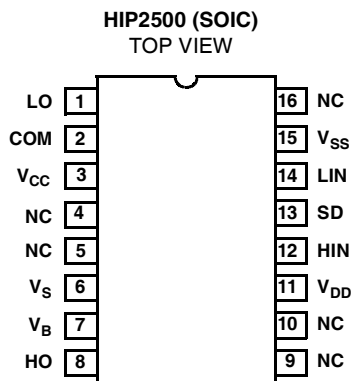 HIP2500 (SOIC)
TOP VIEW
LO 1 16 NC
COM 2 15 VSS
VCC 3 14 LIN
NC 4 13 SD
NC 5 12 HIN
VS 6 11 VDD
VB 7 10 NC
HO 8 9 NC